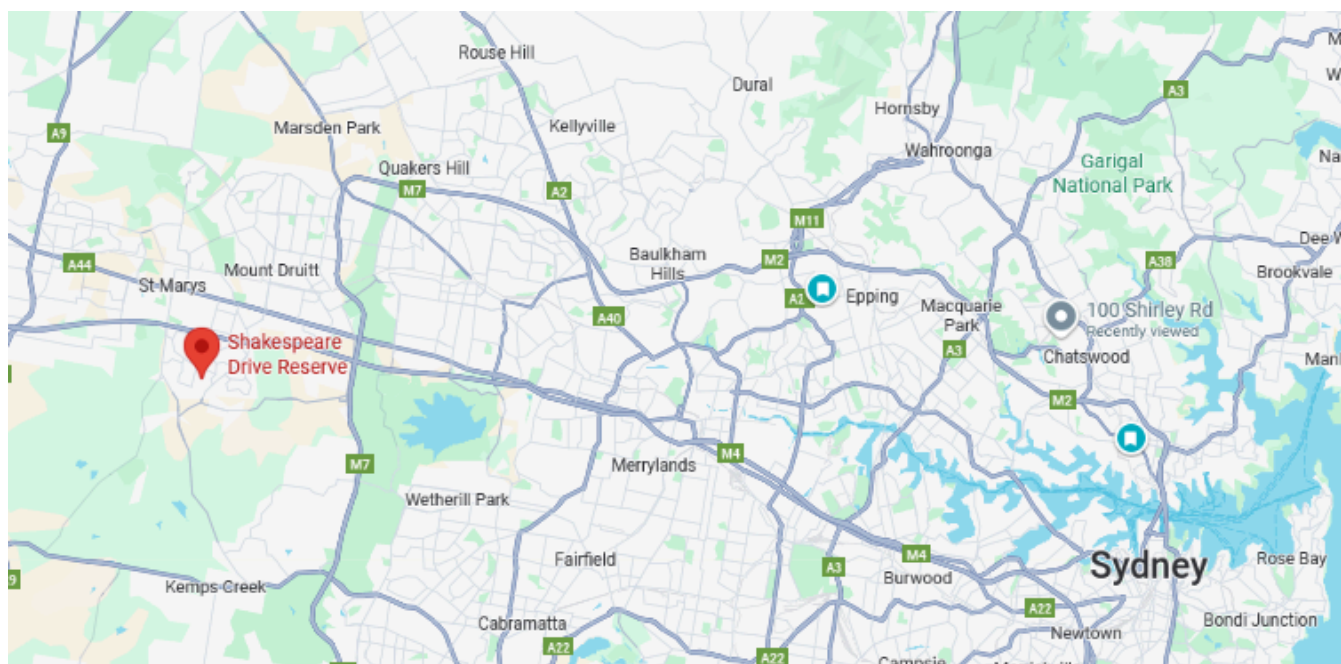 Rouse Hill
Dural
A3
A9
Marsden Park
Kellyville
Hornsby
Wahroonga
Garigal
National Park
Quakers Hill
M7
A2
M11
A44
Mount Druitt
St Marys
Baulkham
Hills
M2
A38
Brookvale
A2
Epping
Macquarie
Park
100 Shirley Rd
Recently viewed
A40
Shakespeare
Drive Reserve
A3
Chatswood
M2
M7
Merrylands
M4
Wetherill Park
Fairfield
Kemps Creek
A3
M4
Burwood
Sydney
Rose Bay
A22
Cabramatta
A22
Newtown
Bondi Junction
A22